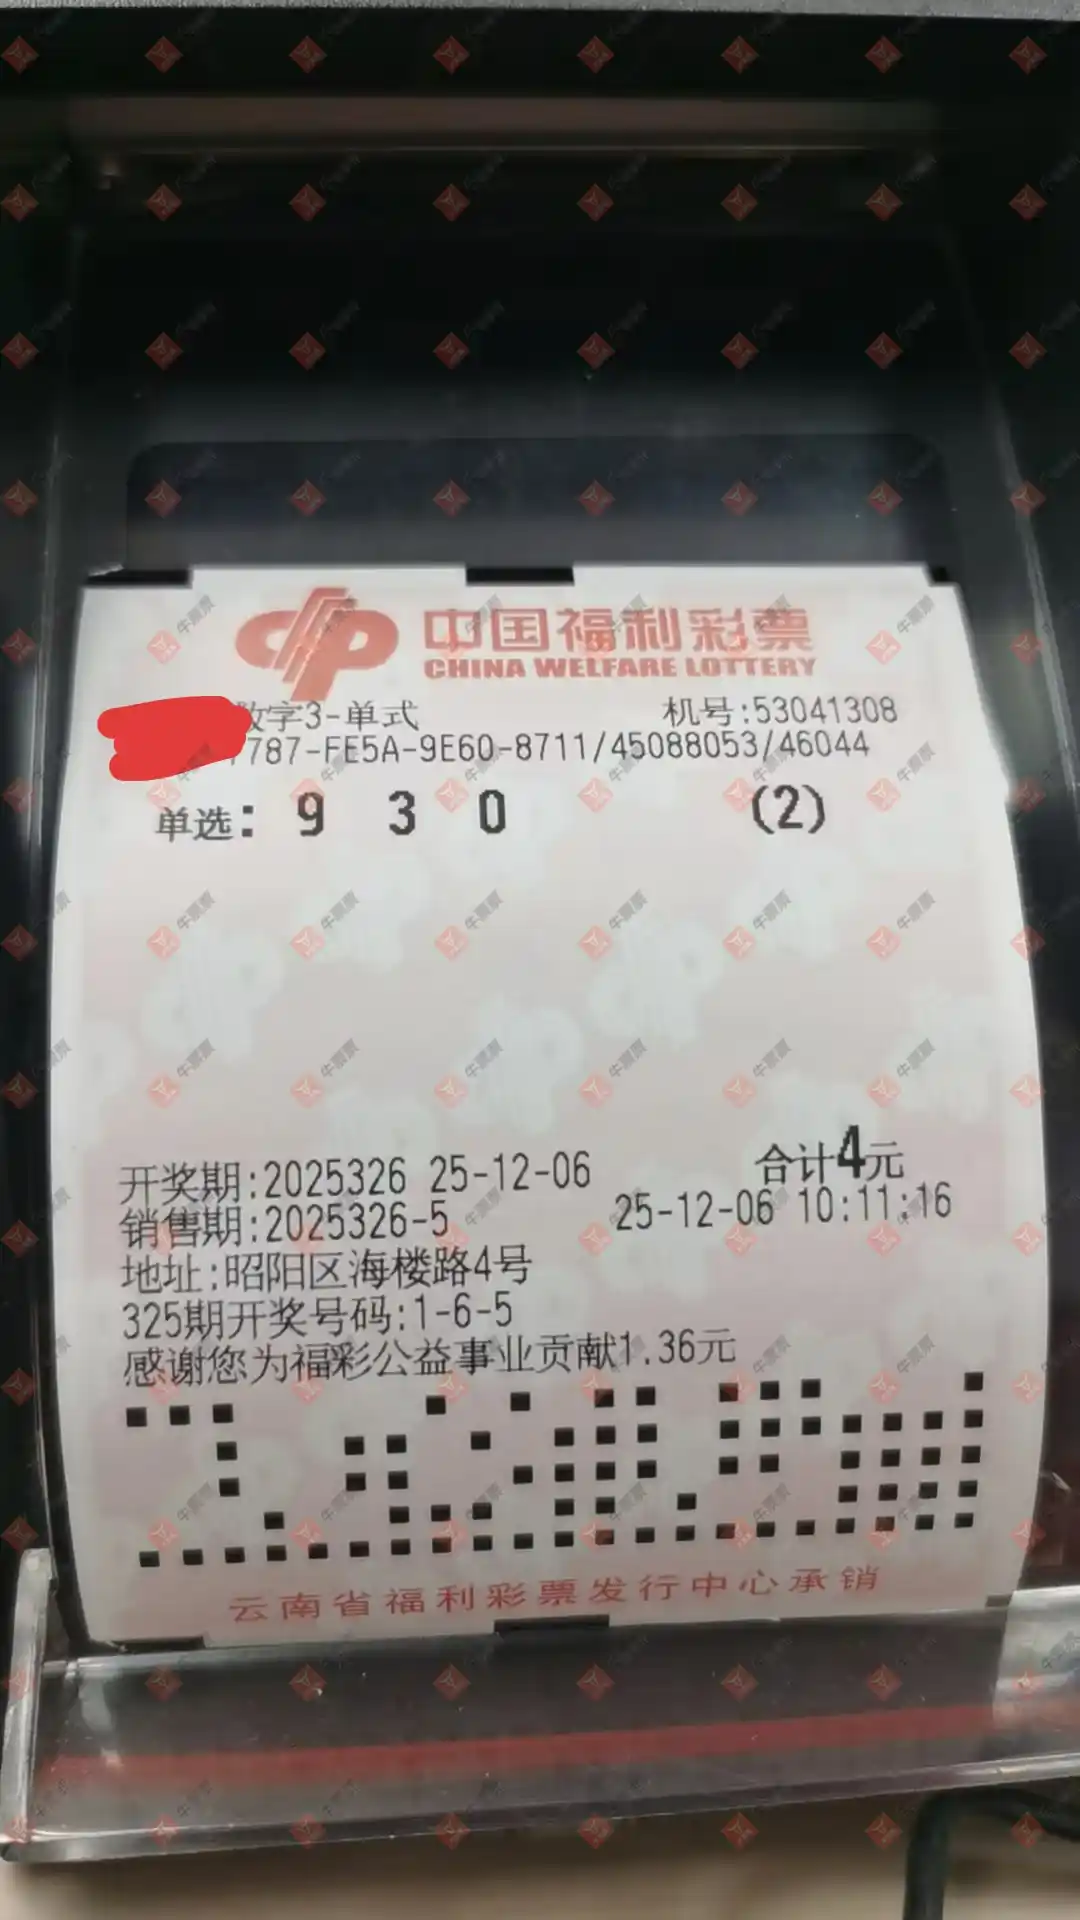 中国福利彩票
CHINA WELFARE LOTTERY
数字3-单式 机号:53041308
787-FE5A-9E60-8711/45088053/46044
单选: 9 3 0 (2)
开奖期:2025326 25-12-06 合计4元
销售期:2025326-5 25-12-06 10:11:16
地址:昭阳区海楼路4号
325期开奖号码:1-6-5
感谢您为福彩公益事业贡献1.36元
云南省福利彩票发行中心承销
牛票票